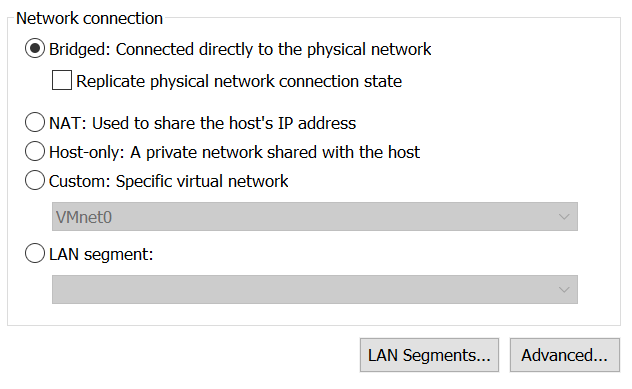 Network connection
Bridged: Connected directly to the physical network
Replicate physical network connection state
NAT: Used to share the host's IP address
Host-only: A private network shared with the host
Custom: Specific virtual network
VMnet0
LAN segment:
LAN Segments... Advanced...